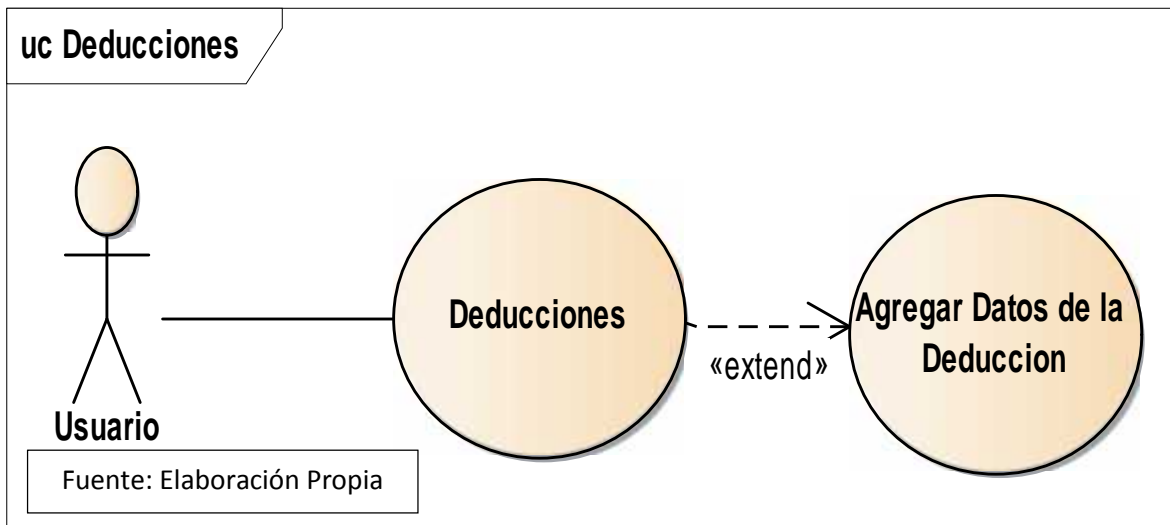 uc Deducciones
Deducciones
Agregar Datos de la
Deduccion
«extend»
Usuario
Fuente: Elaboración Propia